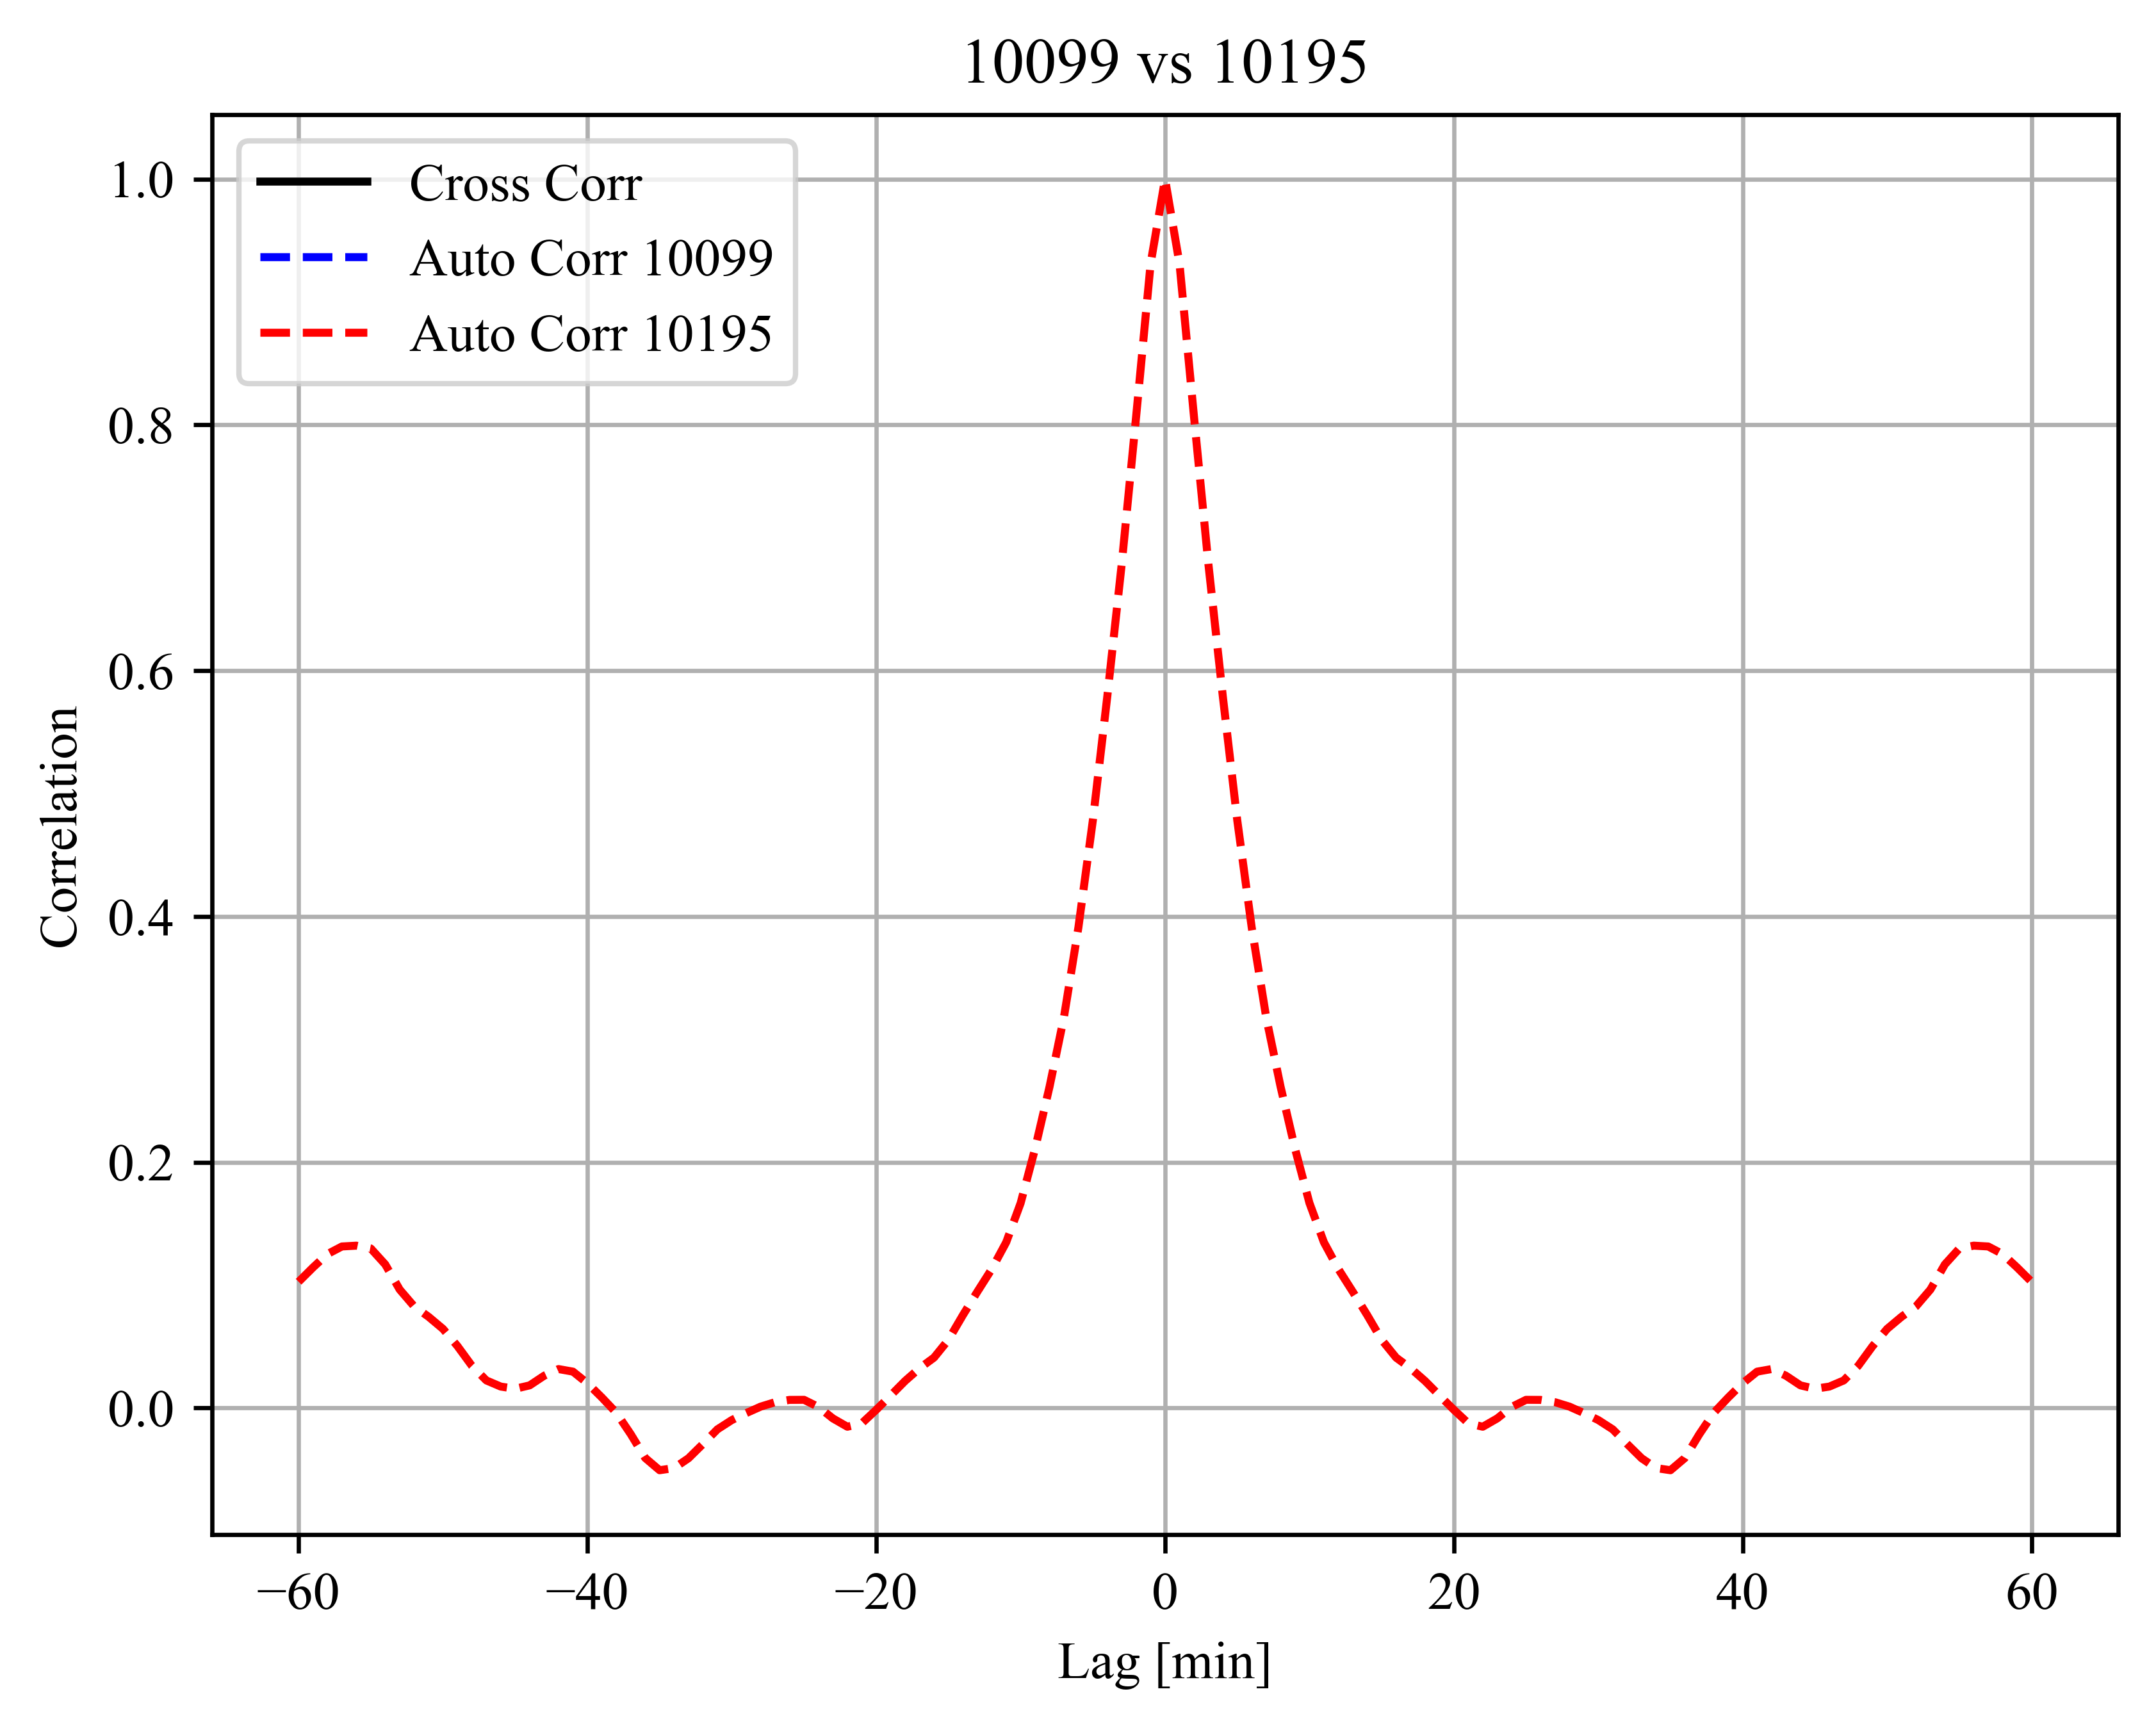 10099 vs 10195
Cross Corr
Auto Corr 10099
Auto Corr 10195
1.0
0.8
0.6
0.4
0.2
0.0
Correlation
−60
−40
−20
0
20
40
60
Lag [min]